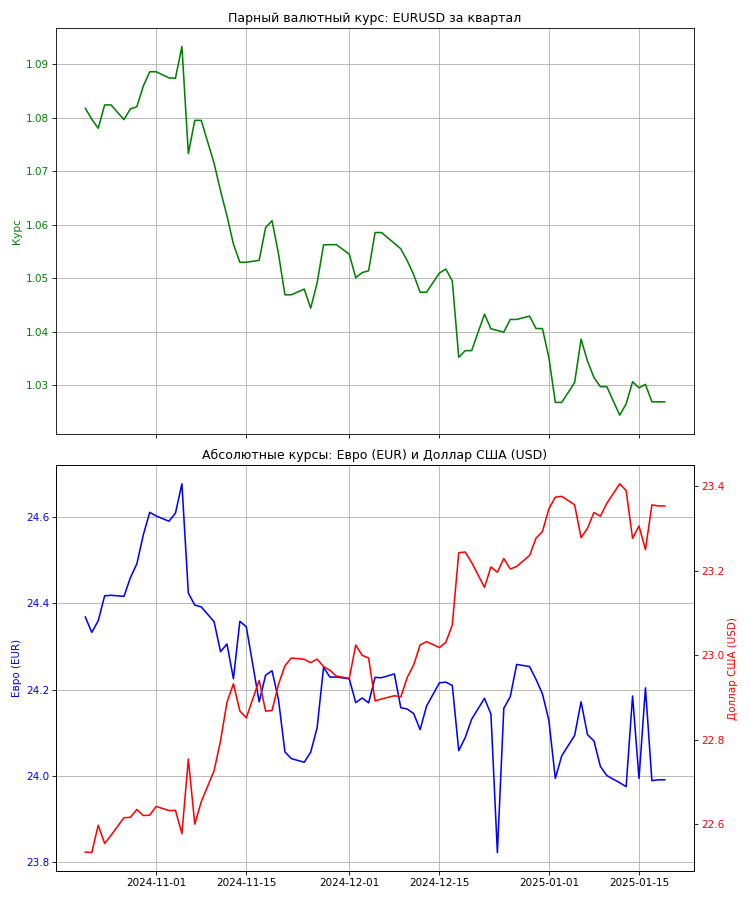 Парный валютный курс: EURUSD за квартал
1.09
1.08
1.07
1.06
1.05
1.04
1.03
Курс
Абсолютные курсы: Евро (EUR) и Доллар США (USD)
24.6
24.4
24.2
24.0
23.8
Евро (EUR)
23.4
23.2
23.0
22.8
22.6
Доллар США (USD)
2024-11-01 2024-11-15 2024-12-01 2024-12-15 2025-01-01 2025-01-15